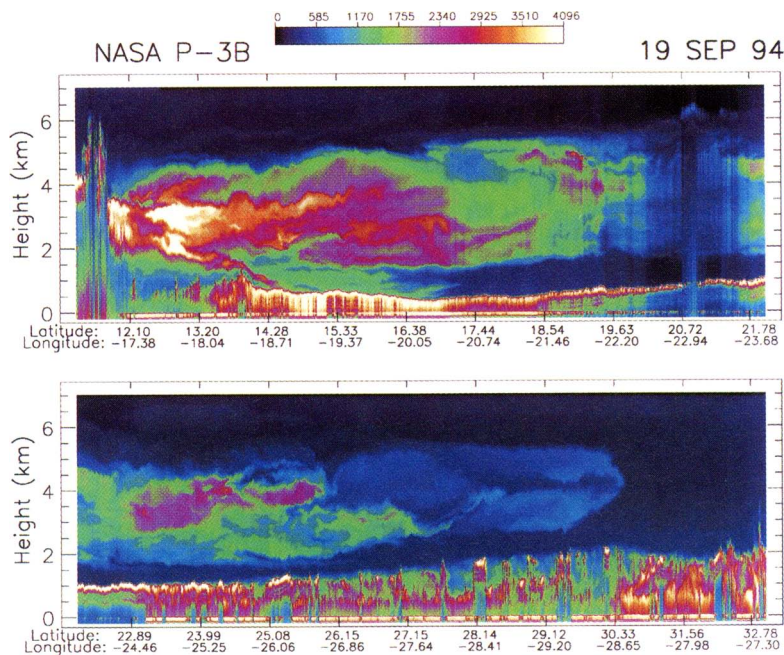 0 585 1170 1755 2340 2925 3510 4096
NASA P-3B 19 SEP 94
Height (km)
6
4
2
0
Latitude: 12.10 13.20 14.28 15.33 16.38 17.44 18.54 19.63 20.72 21.78
Longitude: -17.38 -18.04 -18.71 -19.37 -20.05 -20.74 -21.46 -22.20 -22.94 -23.68
Height (km)
6
4
2
0
Latitude: 22.89 23.99 25.08 26.15 27.15 28.14 29.12 30.33 31.56 32.78
Longitude: -24.46 -25.25 -26.06 -26.86 -27.64 -28.41 -29.20 -28.65 -27.98 -27.30